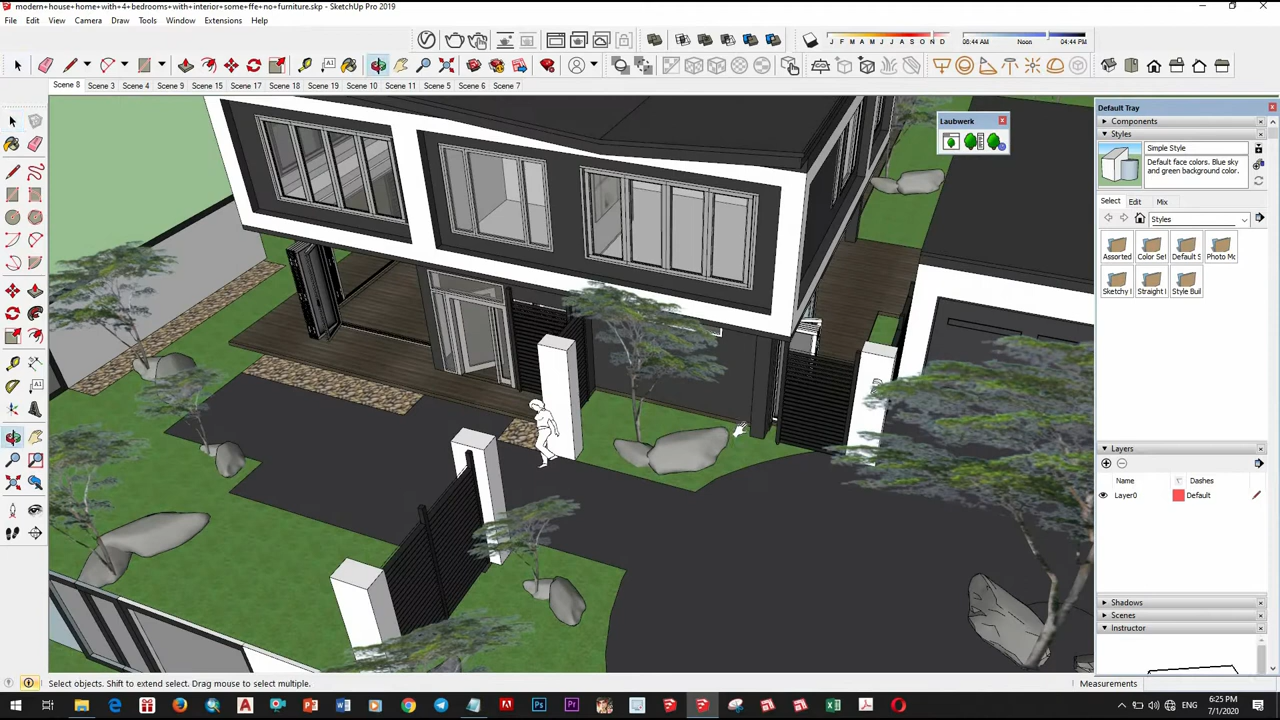 modern+house+home+with+4+bedrooms+with+interior+some+ffe+no+furniture.skp - SketchUp Pro 2019
File Edit View Camera Draw Tools Window Extensions Help
J F M A M J J A S O N D 06:44 AM Noon 04:44 PM
Scene 8 Scene 3 Scene 4 Scene 9 Scene 15 Scene 17 Scene 18 Scene 19 Scene 10 Scene 11 Scene 5 Scene 6 Scene 7
Laubwerk
Default Tray
Components
Styles
Simple Style
Default face colors. Blue sky
and green background color.
Select Edit Mix
Styles
Assorted Color Set Default S Photo Mo
Sketchy I Straight I Style Buil
Layers
Name Dashes
Layer0 Default
Shadows
Scenes
Instructor
Select objects. Shift to extend select. Drag mouse to select multiple.
Measurements
ENG
6:25 PM
7/1/2020